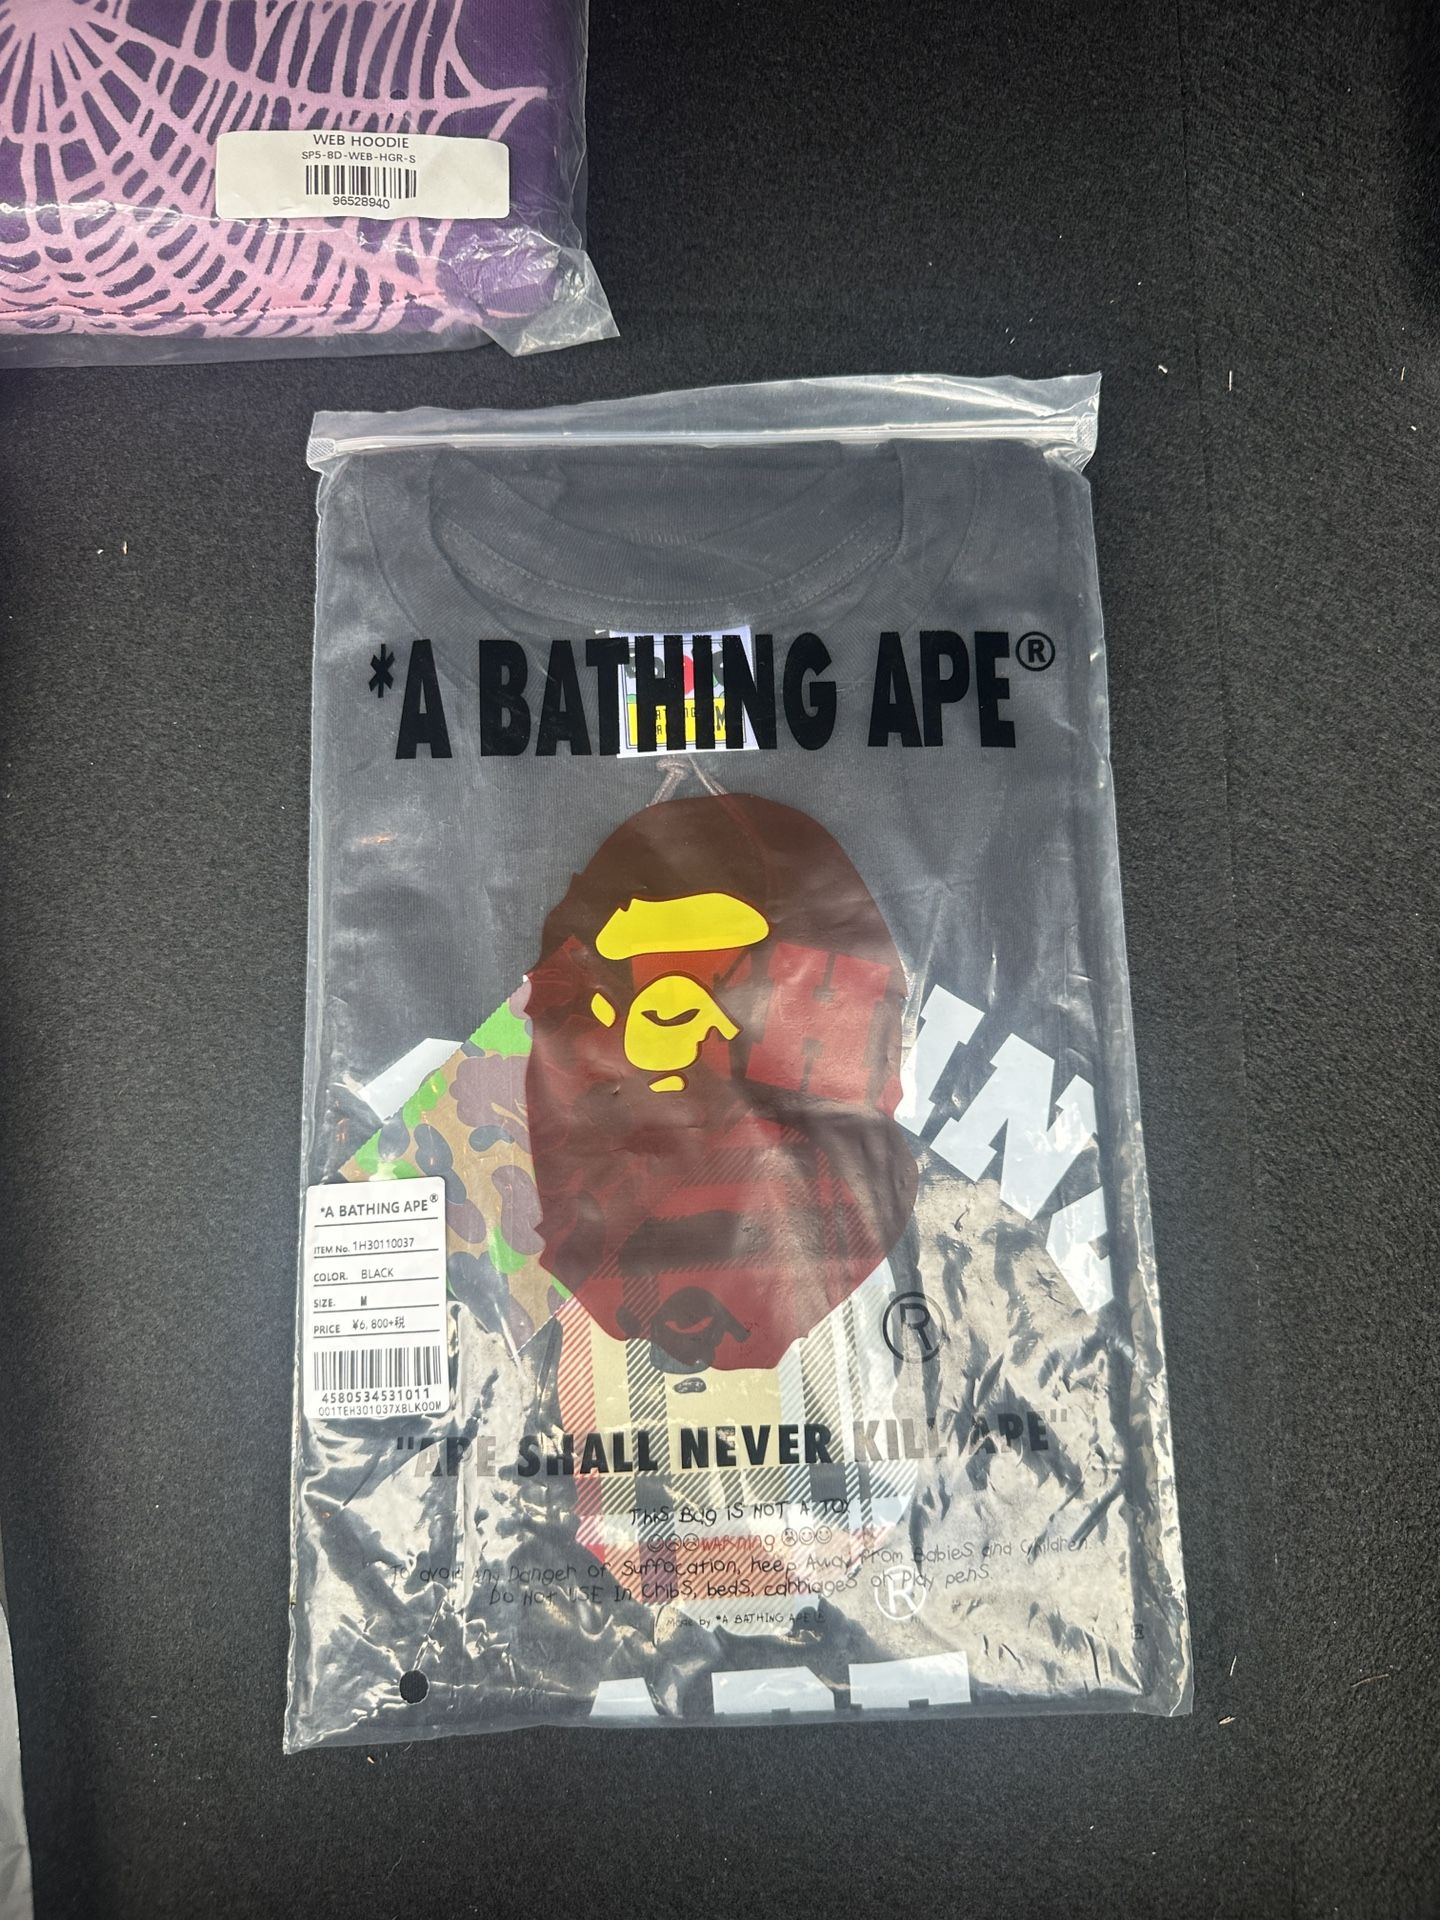 WEB HOODIE
SP5-BD-WEB-HGR-S
96528940
*A BATHING APE®
M
H
IN
*A BATHING APE®
ITEM No. 1H30110037
COLOR. BLACK
SIZE. M
PRICE ¥6,800+税
4580534531011
001TEH301037XBLK00M
®
"APE SHALL NEVER KILL APE"
This Bag IS NOT A TOY
WARNING
To avoid Any Danger of Suffocation, keep Away From Babies and Children.
Do Not USE In Cribs, beds, carriages or Play pens.
®
Made by *A BATHING APE®